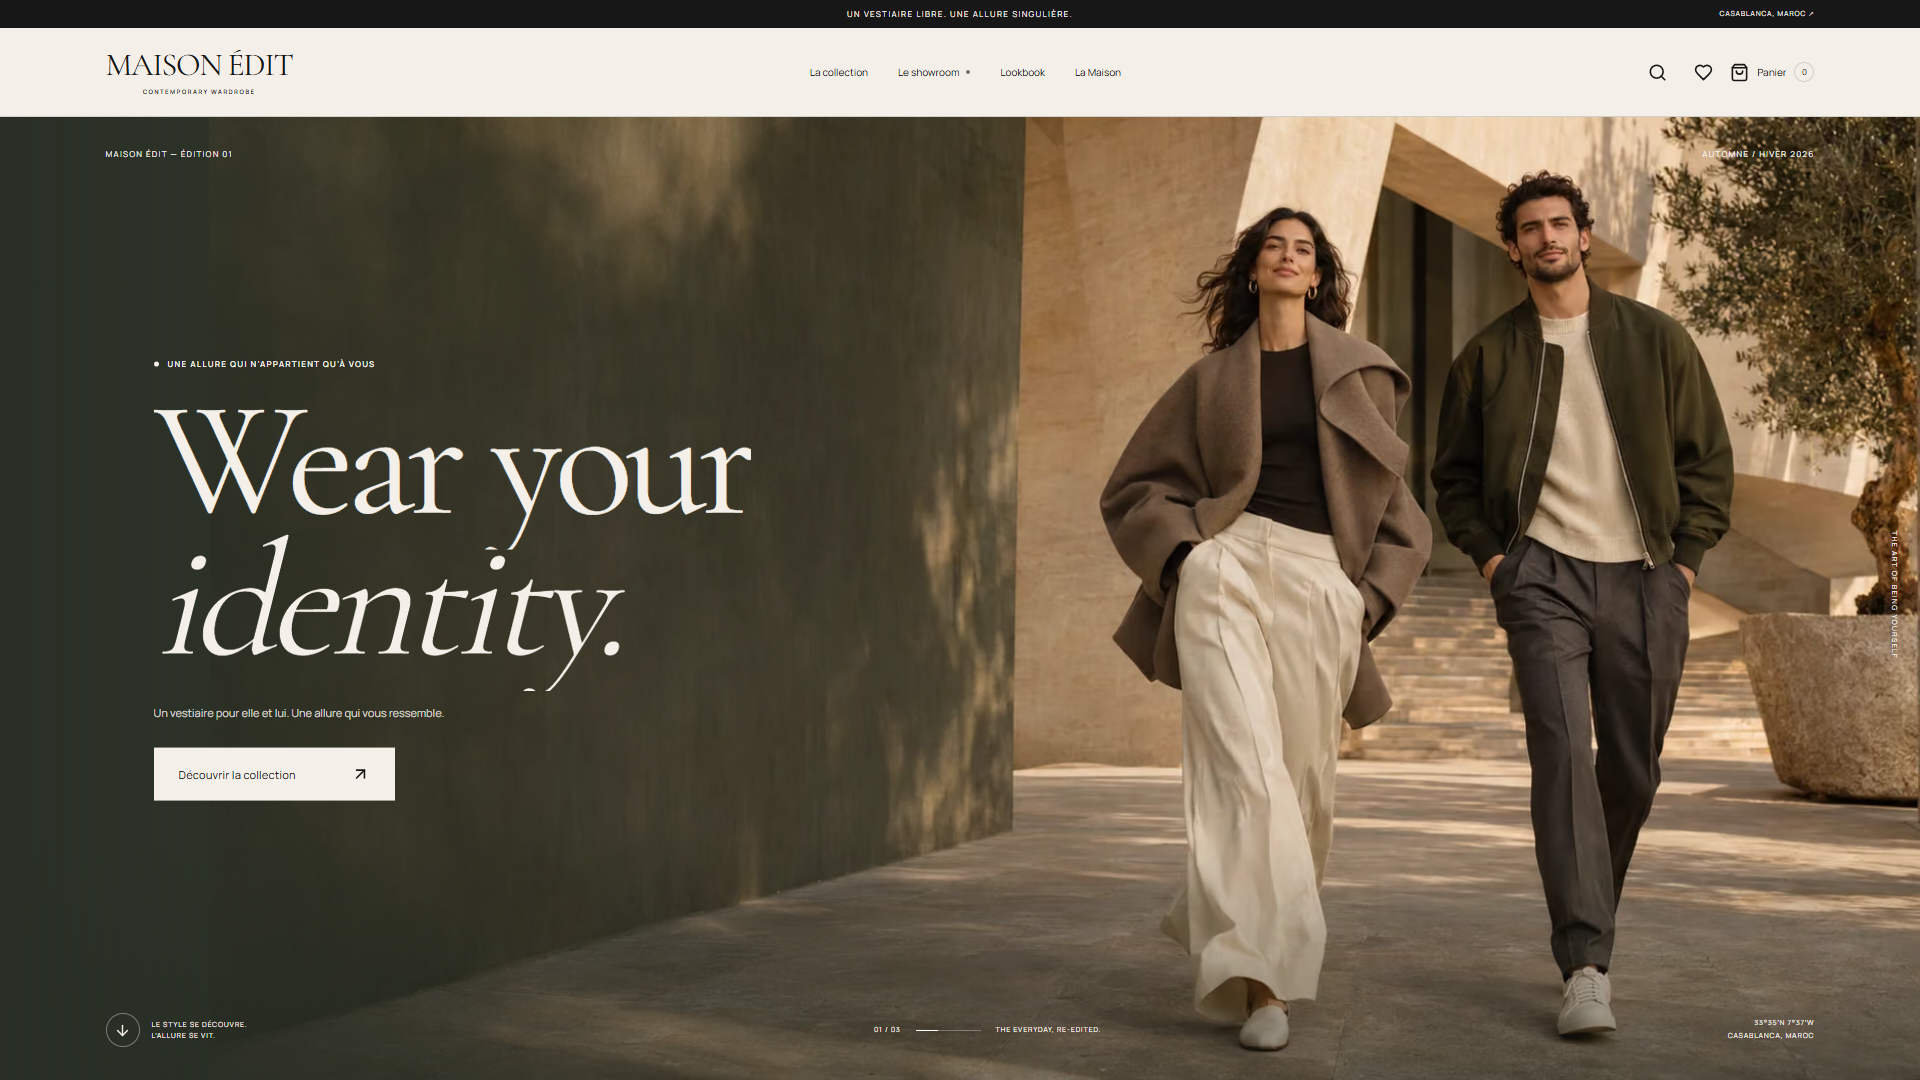 UN VESTIAIRE LIBRE. UNE ALLURE SINGULIÈRE.
CASABLANCA, MAROC ↗
MAISON ÉDIT
CONTEMPORARY WARDROBE
La collection
Le showroom
Lookbook
La Maison
Panier 0
MAISON ÉDIT — ÉDITION 01
AUTOMNE / HIVER 2026
UNE ALLURE QUI N'APPARTIENT QU'À VOUS
Wear your
identity.
Un vestiaire pour elle et lui. Une allure qui vous ressemble.
Découvrir la collection
THE ART OF BEING YOURSELF
LE STYLE SE DÉCOUVRE.
L'ALLURE SE VIT.
01 / 03
THE EVERYDAY, RE-EDITED.
33°35'N 7°37'W
CASABLANCA, MAROC